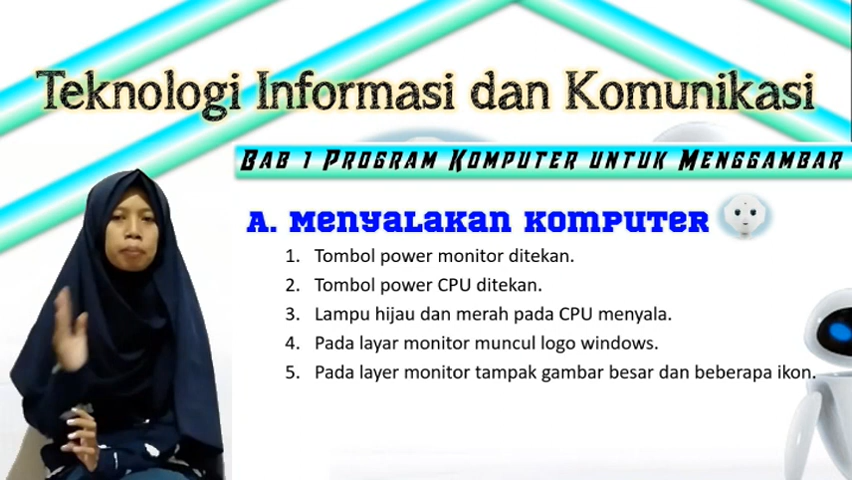 Teknologi Informasi dan Komunikasi
Bab 1 Program Komputer untuk Menggambar
A. Menyalakan Komputer
1. Tombol power monitor ditekan.
2. Tombol power CPU ditekan.
3. Lampu hijau dan merah pada CPU menyala.
4. Pada layar monitor muncul logo windows.
5. Pada layer monitor tampak gambar besar dan beberapa ikon.